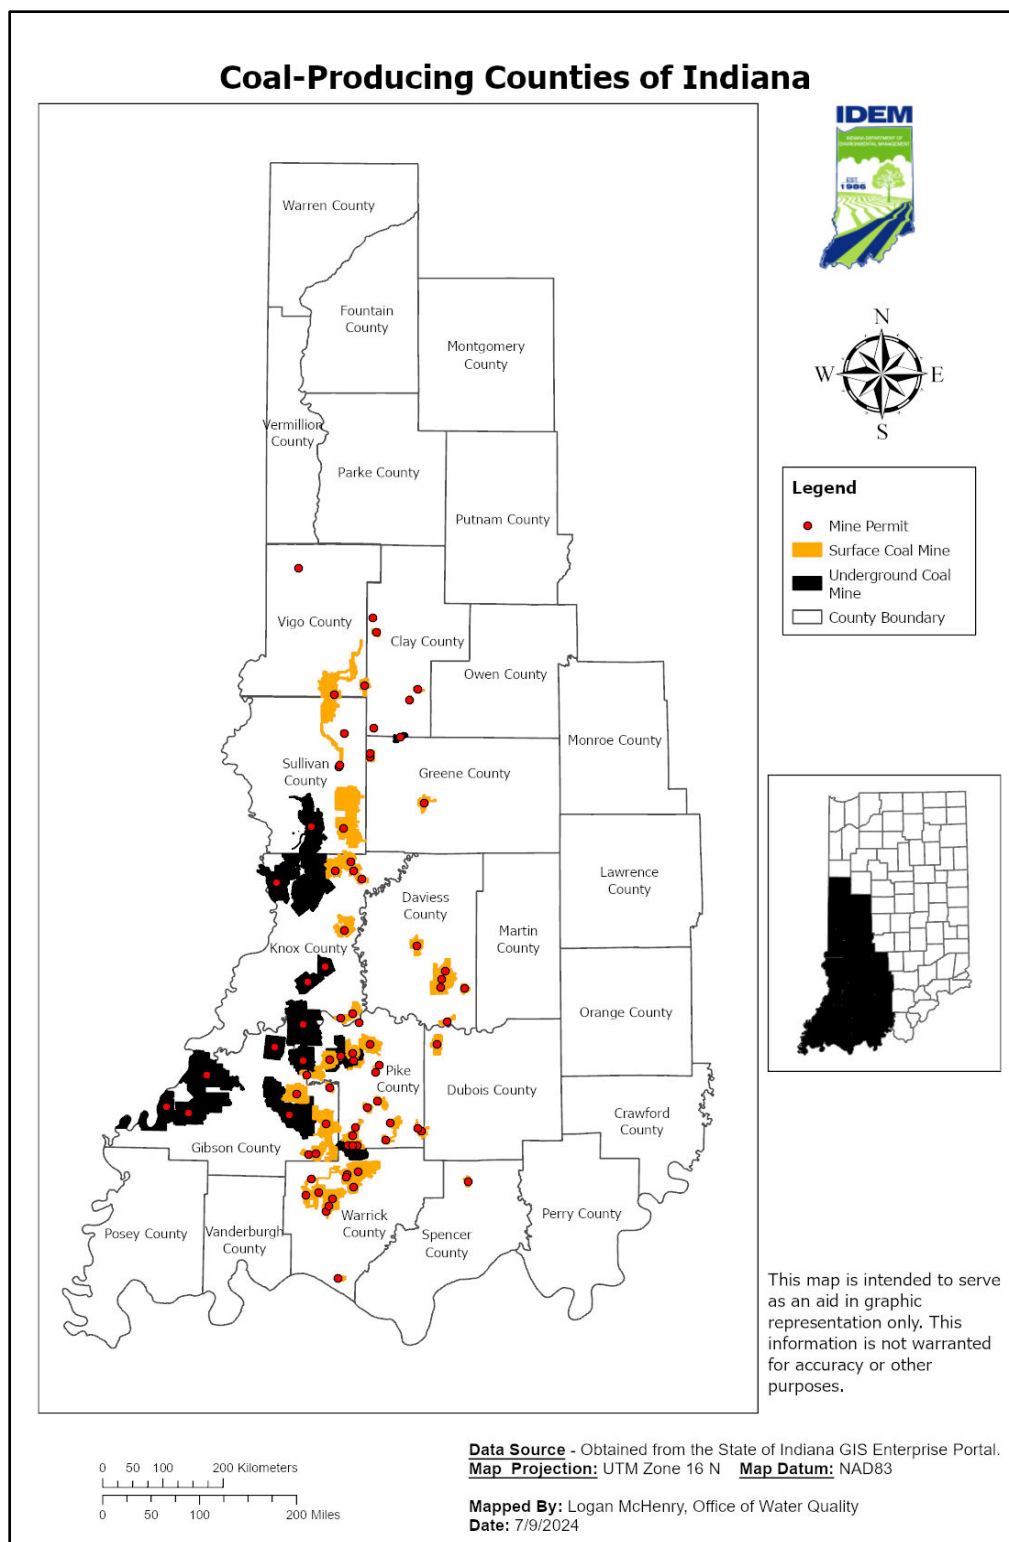 Coal-Producing Counties of Indiana
IDEM
INDIANA DEPARTMENT OF
ENVIRONMENTAL MANAGEMENT
EST.
1986
Warren County
Fountain
County
Montgomery
County
Vermillion
County
Parke County
Putnam County
Vigo County
Clay County
Owen County
Monroe County
Sullivan
County
Greene County
Lawrence
County
Daviess
County
Martin
County
Knox County
Orange County
Pike
County
Dubois County
Crawford
County
Gibson County
Perry County
Warrick
County
Spencer
County
Posey County
Vanderburgh
County
N
W
E
S
Legend
Mine Permit
Surface Coal Mine
Underground Coal
Mine
County Boundary
This map is intended to serve
as an aid in graphic
representation only. This
information is not warranted
for accuracy or other
purposes.
0 50 100 200 Kilometers
0 50 100 200 Miles
Data Source - Obtained from the State of Indiana GIS Enterprise Portal.
Map Projection: UTM Zone 16 N Map Datum: NAD83
Mapped By: Logan McHenry, Office of Water Quality
Date: 7/9/2024